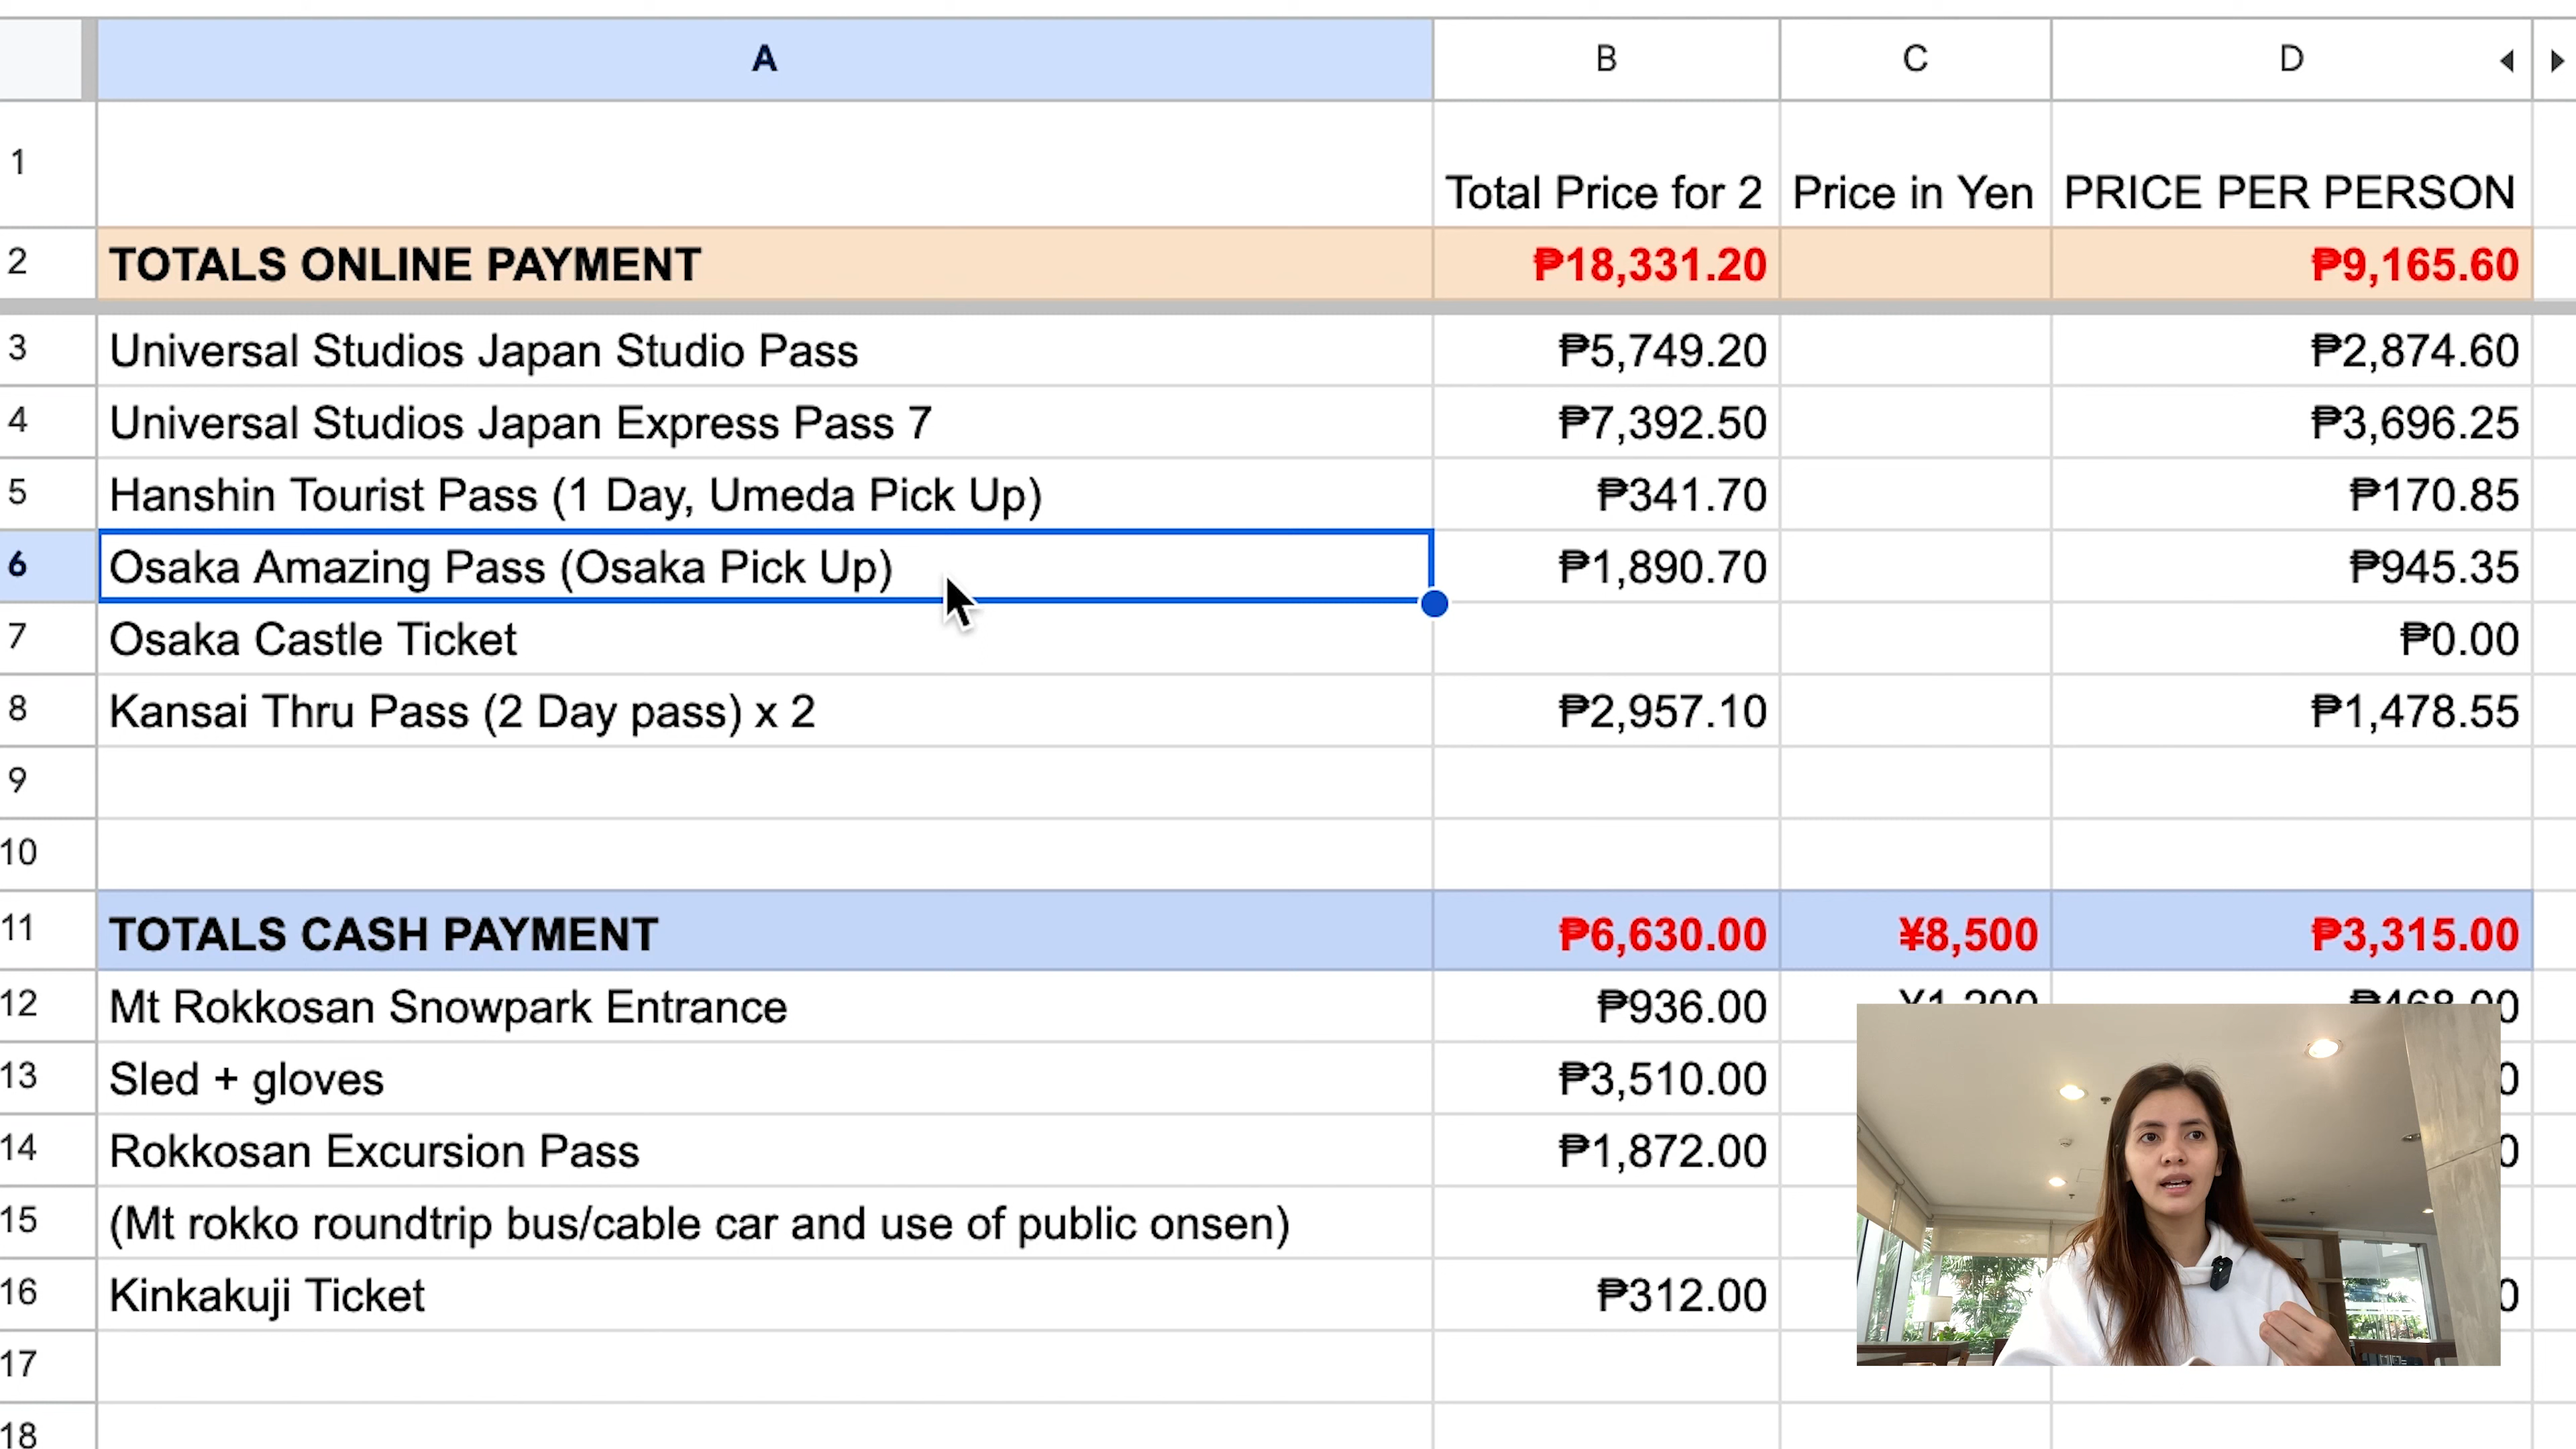 A B C D
1 Total Price for 2 Price in Yen PRICE PER PERSON
2 TOTALS ONLINE PAYMENT ₱18,331.20 ₱9,165.60
3 Universal Studios Japan Studio Pass ₱5,749.20 ₱2,874.60
4 Universal Studios Japan Express Pass 7 ₱7,392.50 ₱3,696.25
5 Hanshin Tourist Pass (1 Day, Umeda Pick Up) ₱341.70 ₱170.85
6 Osaka Amazing Pass (Osaka Pick Up) ₱1,890.70 ₱945.35
7 Osaka Castle Ticket ₱0.00
8 Kansai Thru Pass (2 Day pass) x 2 ₱2,957.10 ₱1,478.55
9
10
11 TOTALS CASH PAYMENT ₱6,630.00 ¥8,500 ₱3,315.00
12 Mt Rokkosan Snowpark Entrance ₱936.00 ¥1,200 ₱468.00
13 Sled + gloves ₱3,510.00 0
14 Rokkosan Excursion Pass ₱1,872.00 0
15 (Mt rokko roundtrip bus/cable car and use of public onsen)
16 Kinkakuji Ticket ₱312.00 0
17
18